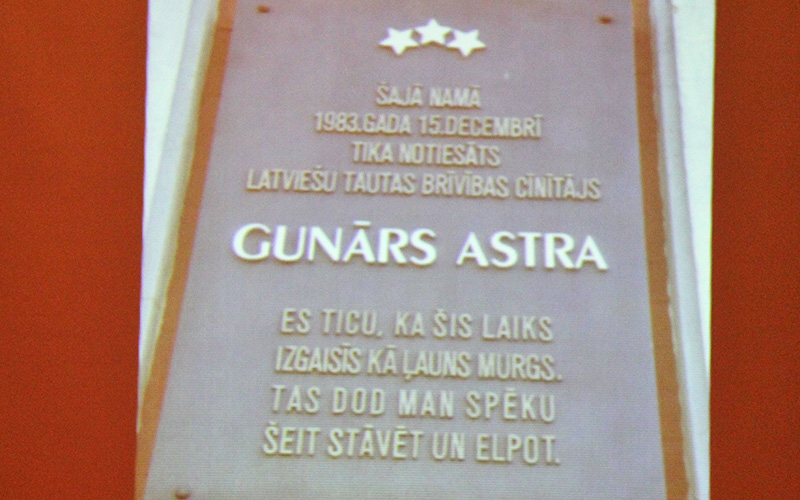 ŠAJĀ NAMĀ
1983.GADA 15.DECEMBRĪ
TIKA NOTIESĀTS
LATVIEŠU TAUTAS BRĪVĪBAS CĪNĪTĀJS
GUNĀRS ASTRA
ES TICU, KA ŠIS LAIKS
IZGAISĪS KĀ ĻAUNS MURGS.
TAS DOD MAN SPĒKU
ŠEIT STĀVĒT UN ELPOT.